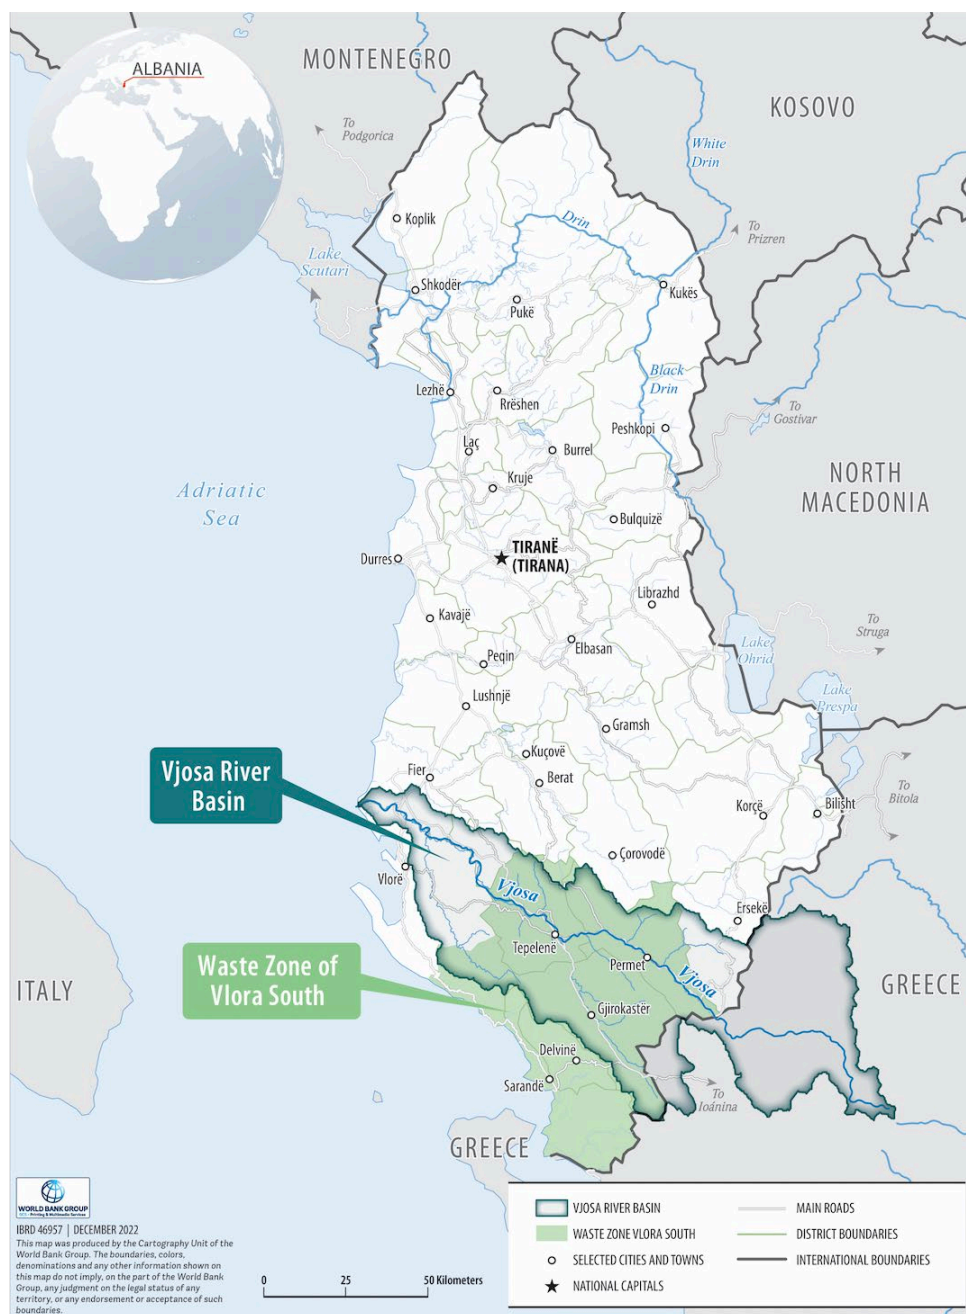 ALBANIA
MONTENEGRO
KOSOVO
To
Podgorica
White
Drin
Koplik
Drin
To
Prizren
Lake
Scutari
Shkodër
Kukës
Pukë
Black
Drin
Lezhë
Rrëshen
To
Gostivar
Peshkopi
Laç
Burrel
Kruje
NORTH
MACEDONIA
Adriatic
Sea
Bulquizë
TIRANË
(TIRANA)
Durres
Librazhd
Kavajë
To
Struga
Elbasan
Lake
Ohrid
Peqin
Lake
Prespa
Lushnjë
Gramsh
Kuçovë
Vjosa River
Basin
Fier
Berat
To
Bitola
Korçë
Bilisht
Çorovodë
Vlorë
Vjosa
Ersekë
Tepelenë
Permet
Waste Zone of
Vlora South
Vjosa
ITALY
GREECE
Gjirokastër
Delvinë
Sarandë
To
Ioánina
GREECE
WORLD BANK GROUP
IBRD 46957 | DECEMBER 2022
This map was produced by the Cartography Unit of the
World Bank Group. The boundaries, colors,
denominations and any other information shown on
this map do not imply, on the part of the World Bank
Group, any judgment on the legal status of any
territory, or any endorsement or acceptance of such
boundaries.
0 25 50 Kilometers
VJOSA RIVER BASIN
WASTE ZONE VLORA SOUTH
SELECTED CITIES AND TOWNS
NATIONAL CAPITALS
MAIN ROADS
DISTRICT BOUNDARIES
INTERNATIONAL BOUNDARIES